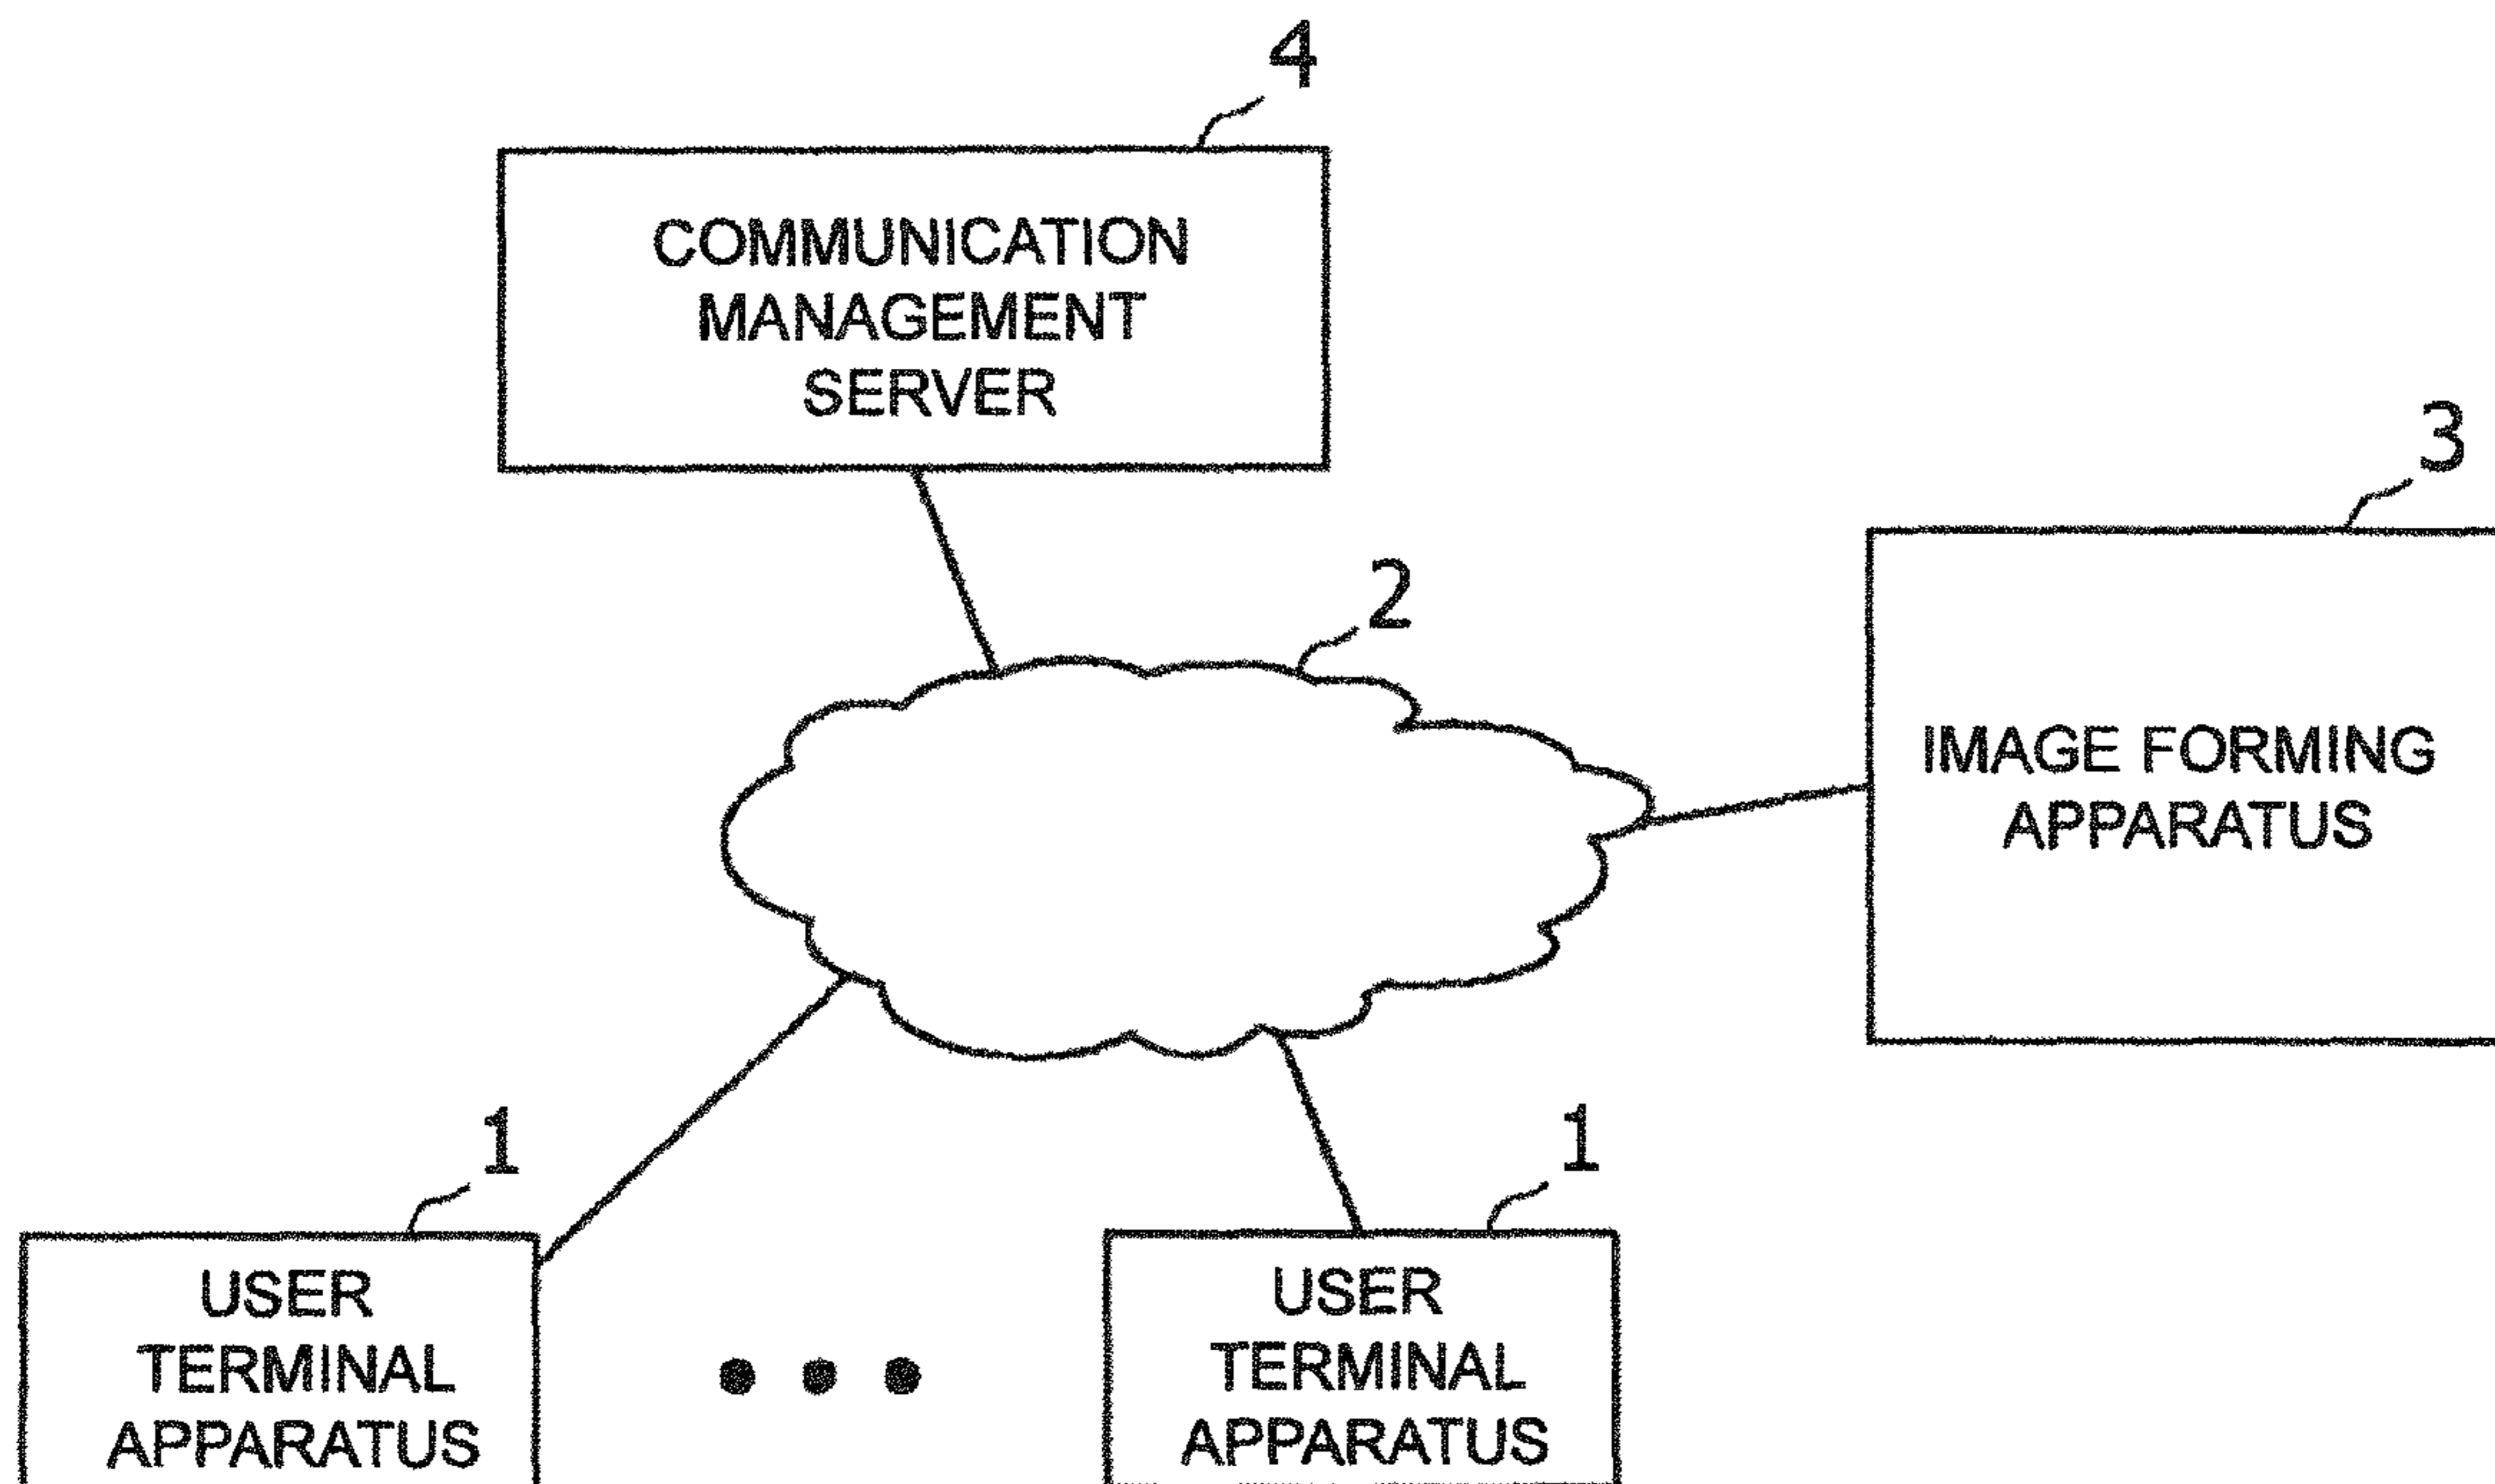 4
COMMUNICATION
MANAGEMENT
SERVER
3
2
IMAGE FORMING
APPARATUS
1
USER
TERMINAL
APPARATUS
1
USER
TERMINAL
APPARATUS